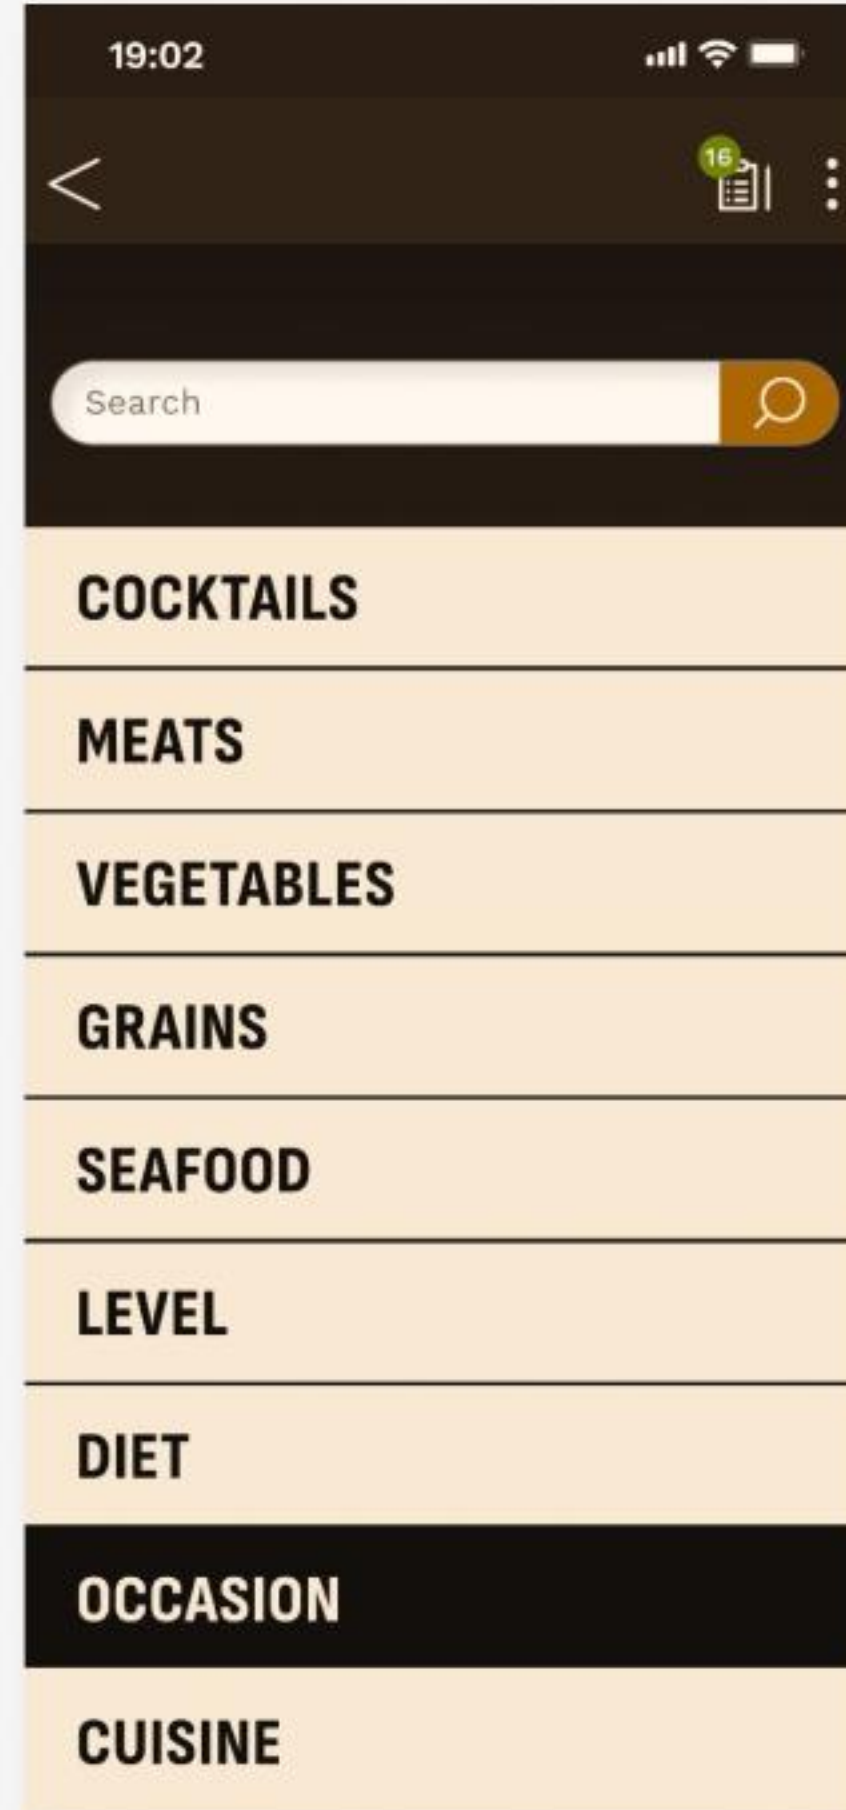 19:02
16
Search
COCKTAILS
MEATS
VEGETABLES
GRAINS
SEAFOOD
LEVEL
DIET
OCCASION
CUISINE